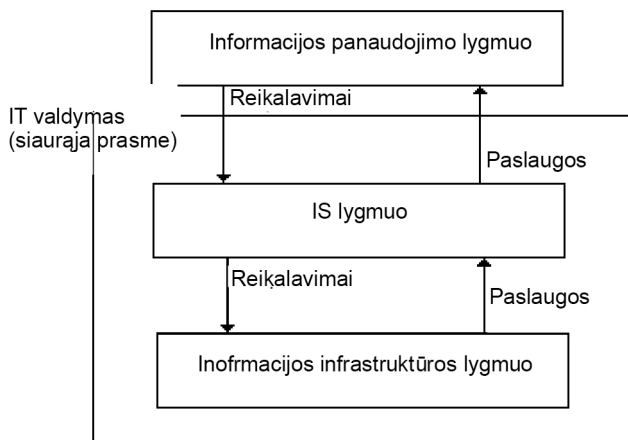 Informacijos panaudojimo lygmuo
Reikalavimai
IT valdymas
(siaurąja prasme)
Paslaugos
IS lygmuo
Reikalavimai
Paslaugos
Inofrmacijos infrastruktūros lygmuo